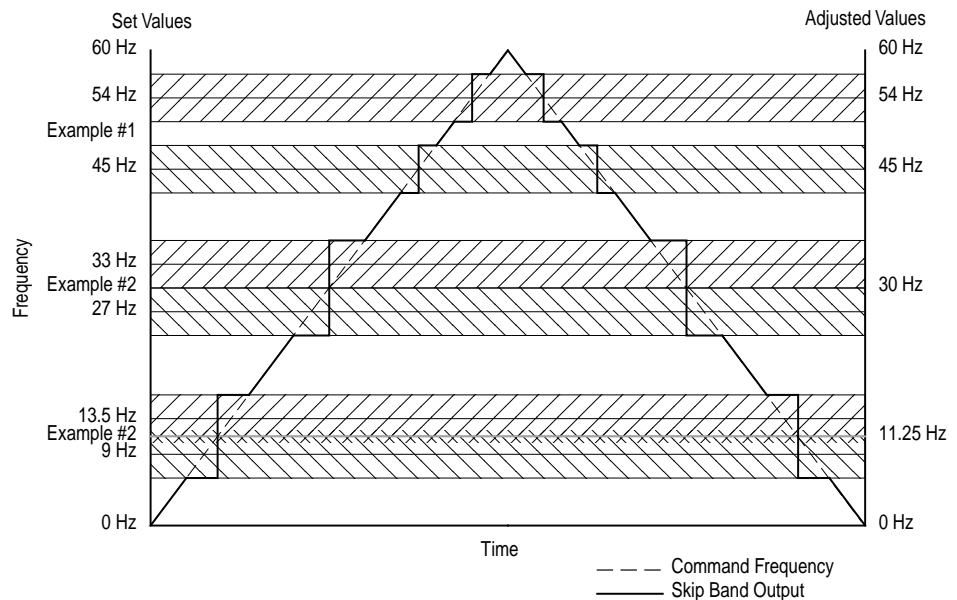 Set Values
Adjusted Values
60 Hz
60 Hz
54 Hz
54 Hz
Example #1
45 Hz
45 Hz
Frequency
33 Hz
Example #2
30 Hz
27 Hz
13.5 Hz
Example #2
11.25 Hz
9 Hz
0 Hz
0 Hz
Time
Command Frequency
Skip Band Output